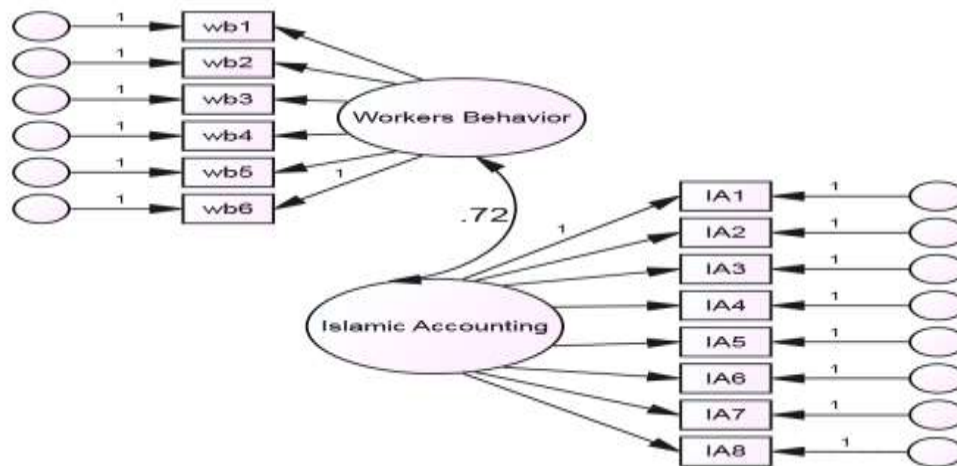 1
wb1
1
wb2
1
wb3
1
wb4
1
wb5
1
wb6
Workers Behavior
1
.72
Islamic Accounting
1
IA1
1
IA2
1
IA3
1
IA4
1
IA5
1
IA6
1
IA7
1
IA8
1